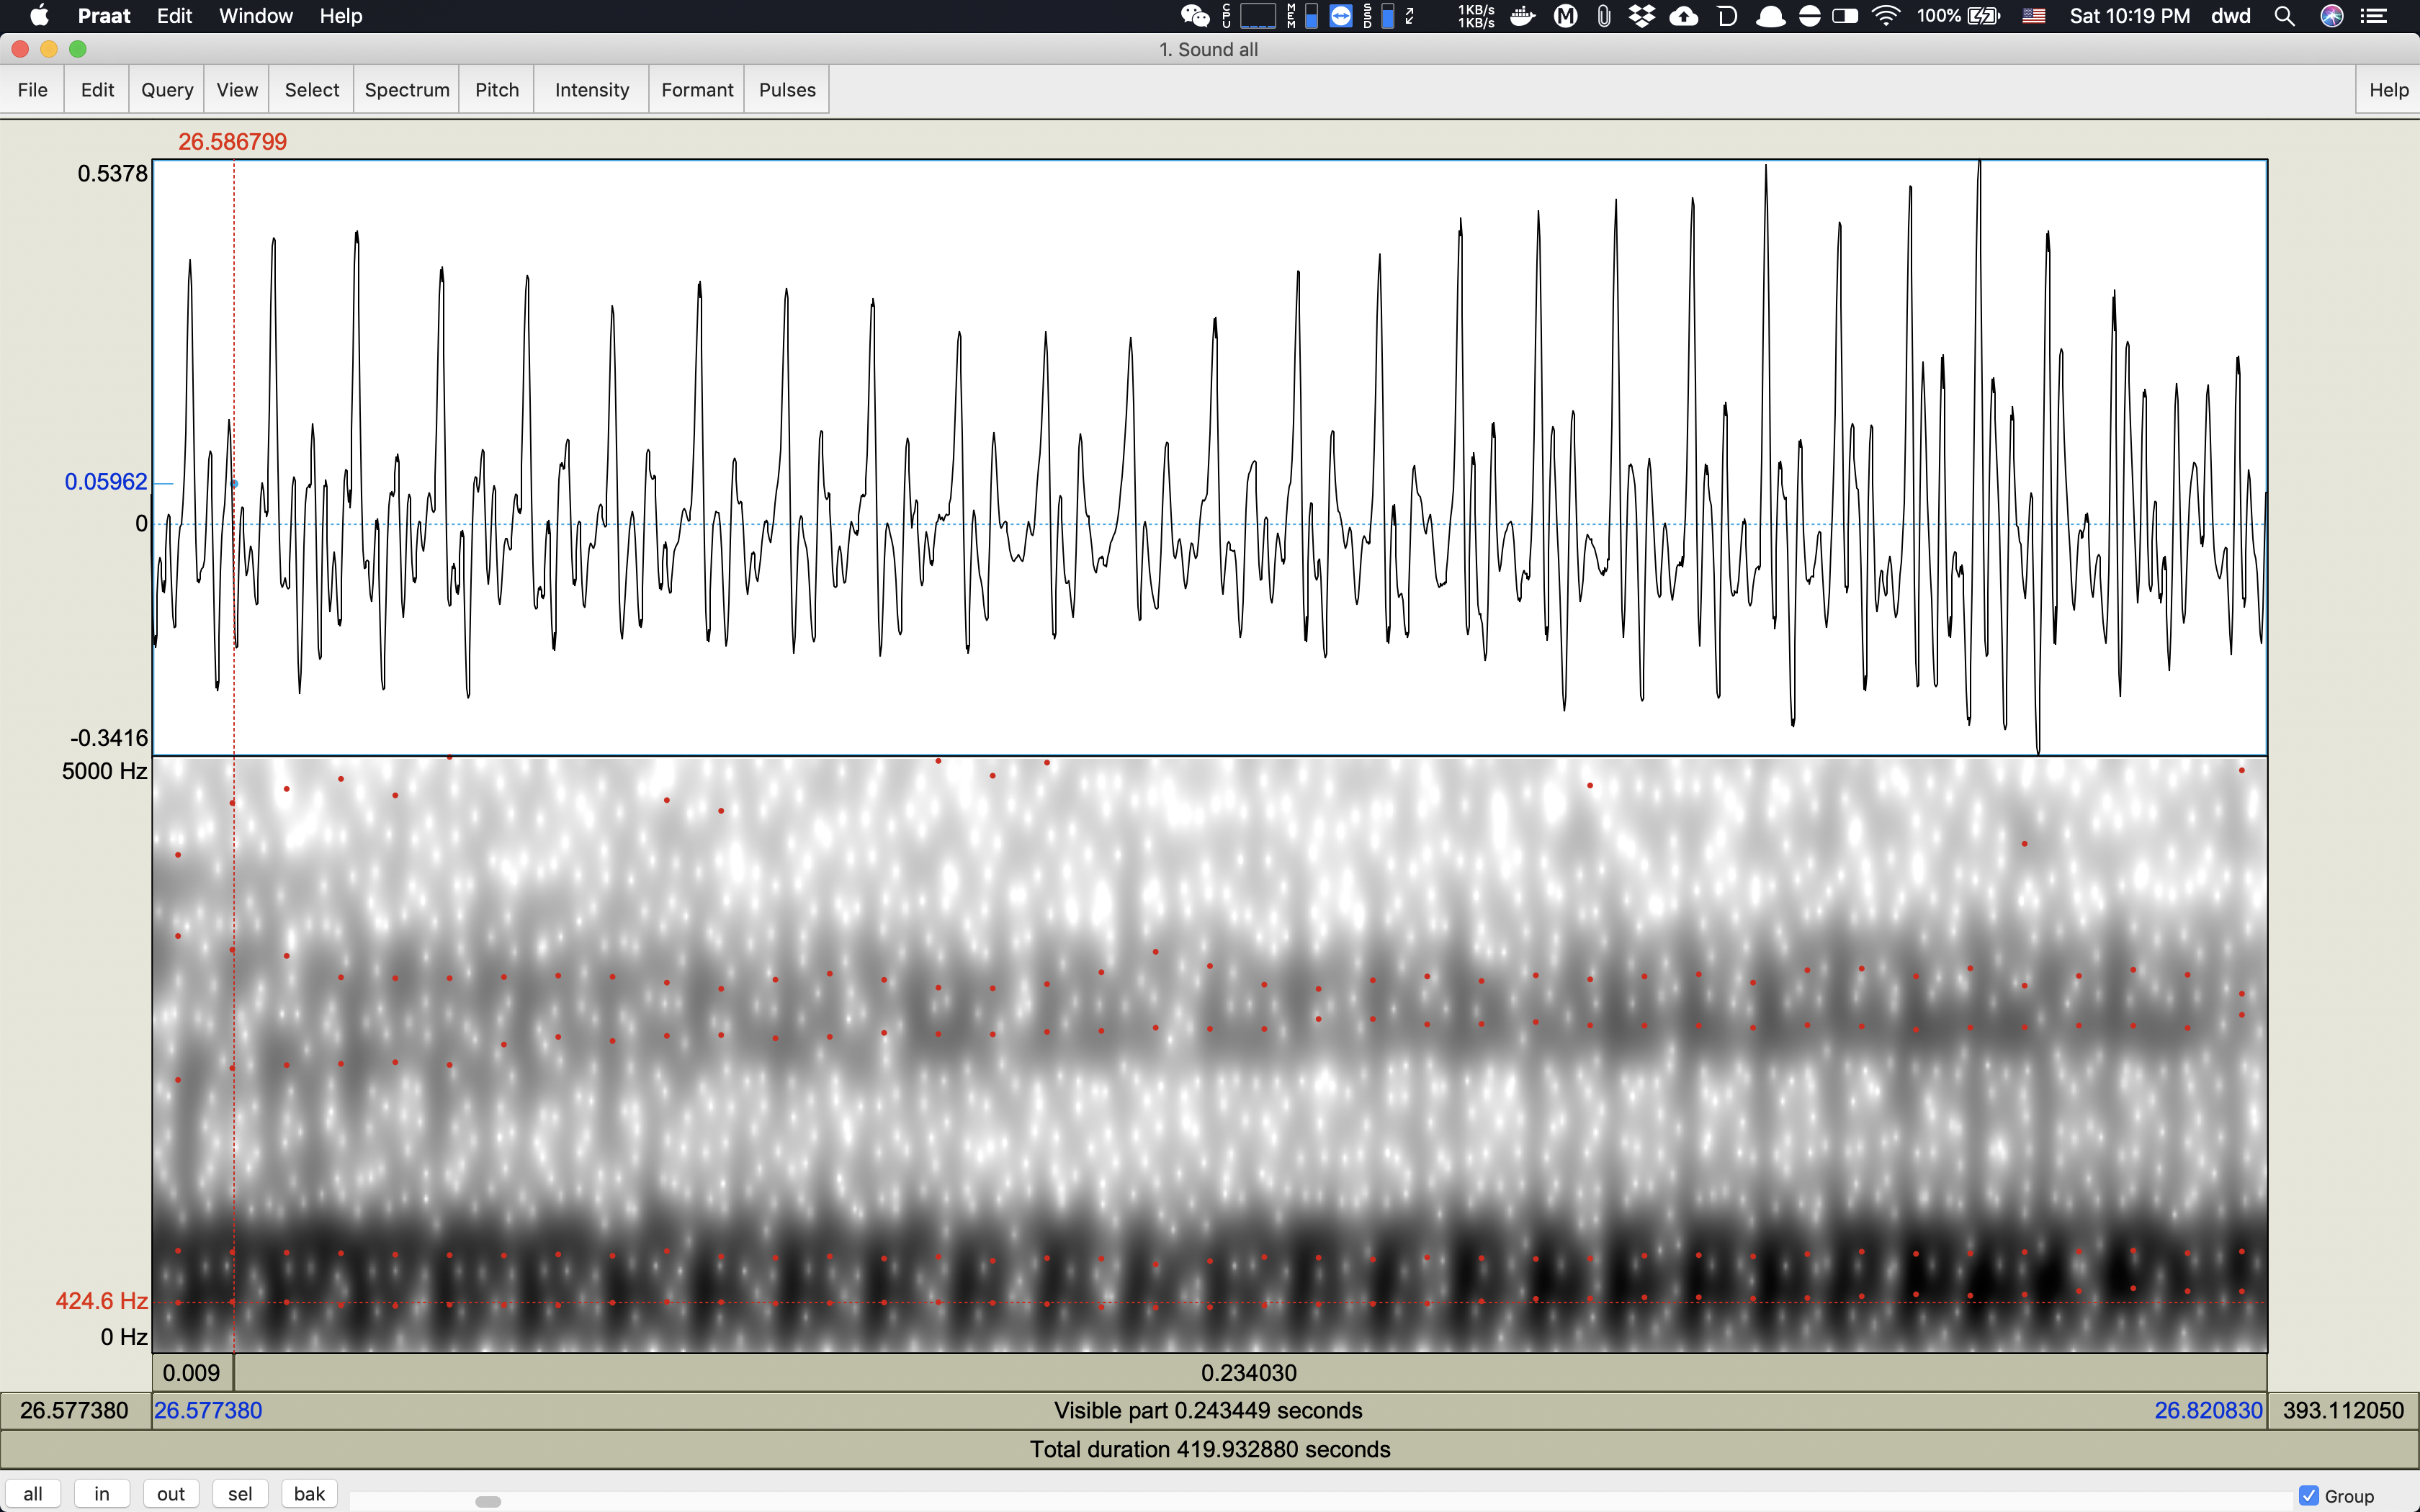 Praat Edit Window Help CPU MEM SSD 1KB/s 1KB/s 100% Sat 10:19 PM dwd
1. Sound all
File Edit Query View Select Spectrum Pitch Intensity Formant Pulses Help
26.586799
0.5378
0.05962
0
-0.3416
5000 Hz
424.6 Hz
0 Hz
0.009 0.234030
26.577380 26.577380 Visible part 0.243449 seconds 26.820830 393.112050
Total duration 419.932880 seconds
all in out sel bak Group